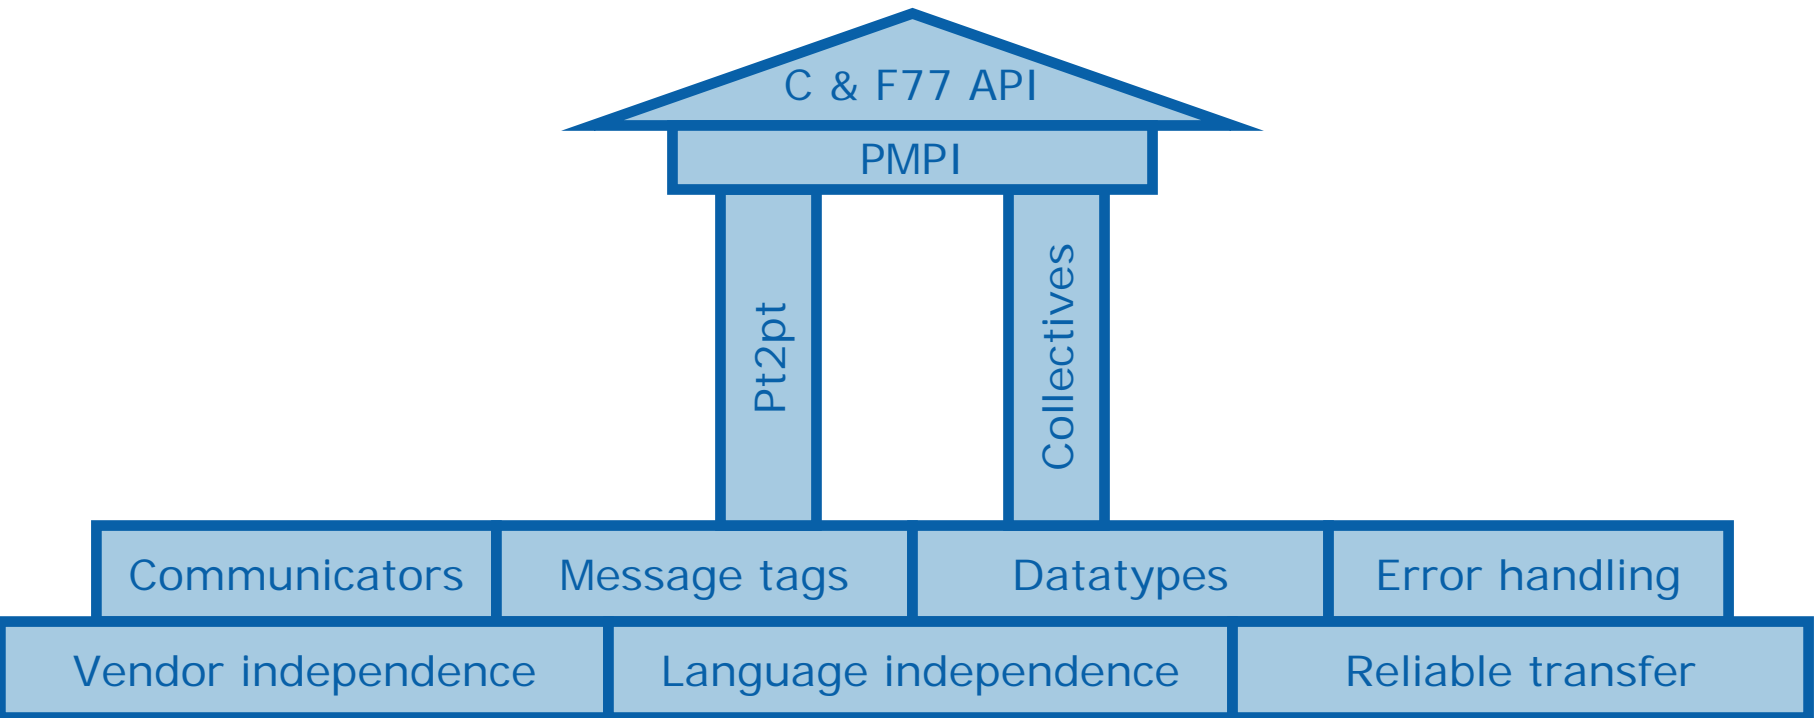 C & F77 API
PMPI
Pt2pt
Collectives
Communicators
Message tags
Datatypes
Error handling
Vendor independence
Language independence
Reliable transfer